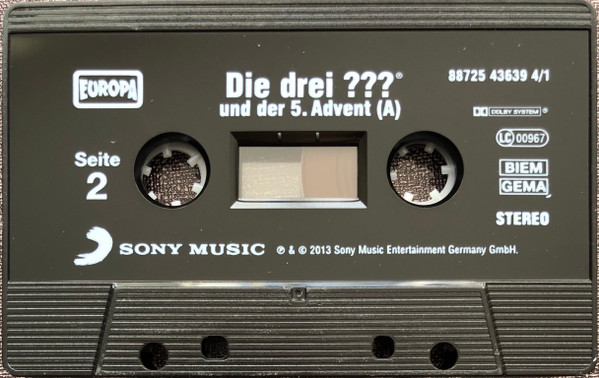 EUROPA
Die drei ???®
und der 5. Advent (A)
88725 43639 4/1
DOLBY SYSTEM ®
LC 00967
BIEM
GEMA
STEREO
Seite
2
SONY MUSIC
℗ & © 2013 Sony Music Entertainment Germany GmbH.